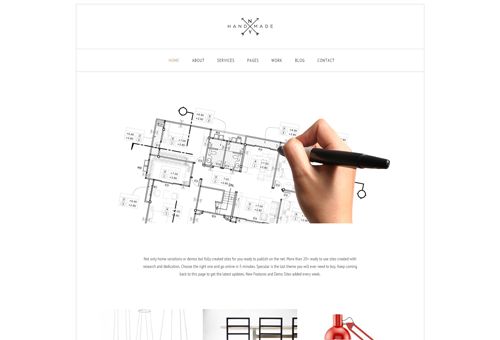 N
HAND MADE
Y
HOME ABOUT SERVICES PAGES WORK BLOG CONTACT
Not only home variations or demos but fully created sites for you ready to publish on the net. More than 20+ ready to use sites created with
research and dedication. Choose the right one and go online in 5 minutes. Specular is the last theme you will ever need to buy. Keep coming
back to this page to get the latest updates, New Features and Demo Sites added every week.